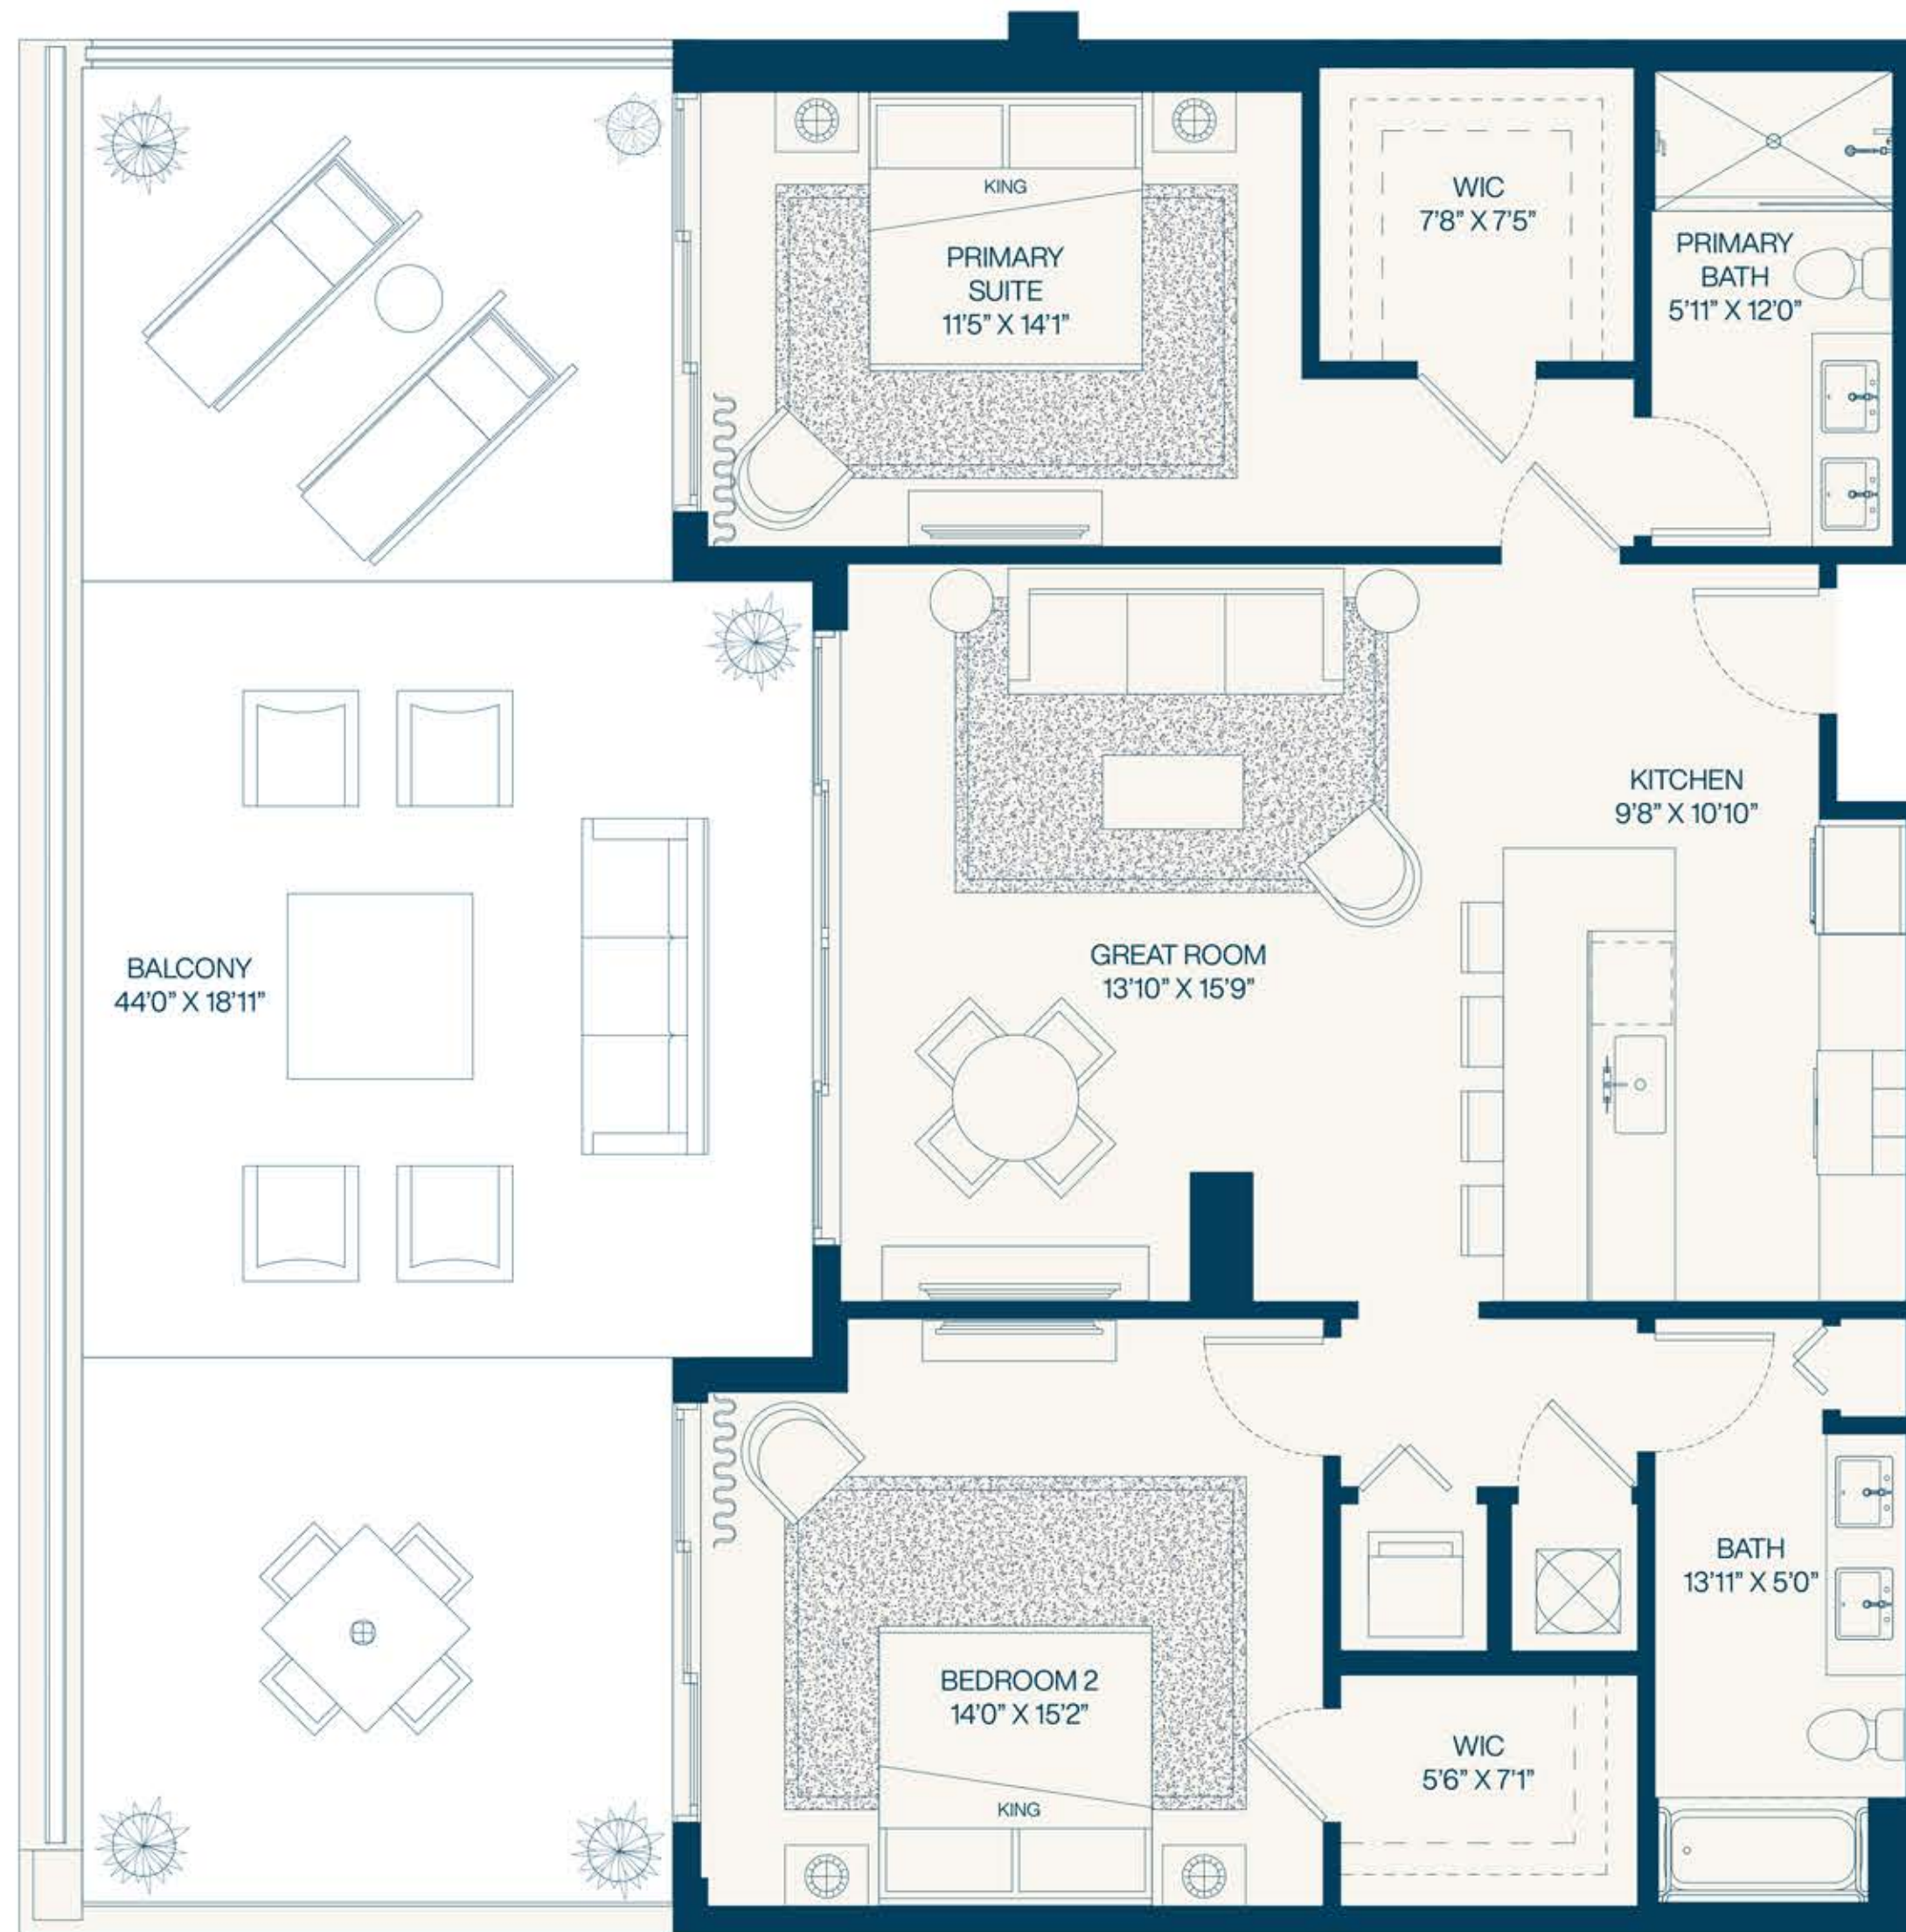 KING
PRIMARY
SUITE
11'5" X 14'1"
WIC
7'8" X 7'5"
PRIMARY
BATH
5'11" X 12'0"
KITCHEN
9'8" X 10'10"
GREAT ROOM
13'10" X 15'9"
BALCONY
44'0" X 18'11"
BATH
13'11" X 5'0"
BEDROOM 2
14'0" X 15'2"
KING
WIC
5'6" X 7'1"